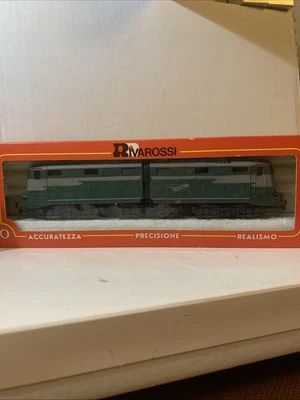 RIVAROSSI
O ACCURATEZZA PRECISIONE REALISMO